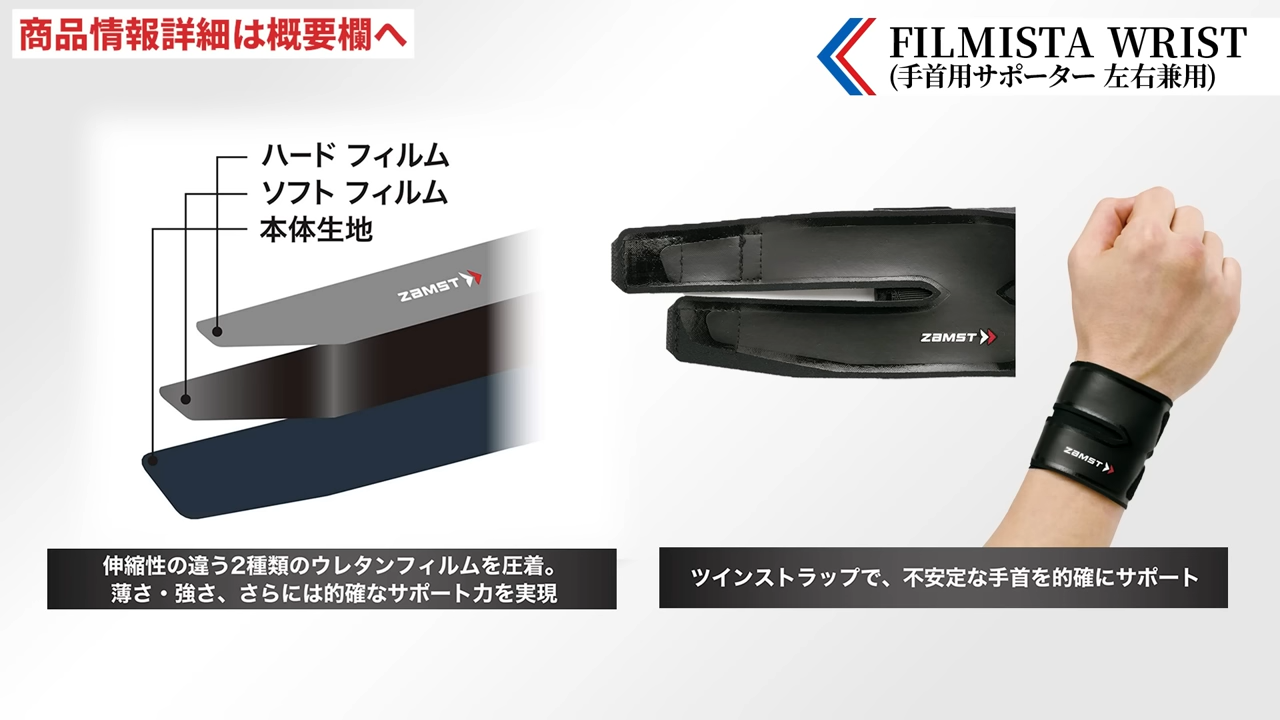 商品情報詳細は概要欄へ
FILMISTA WRIST
(手首用サポーター 左右兼用)
ハード フィルム
ソフト フィルム
本体生地
ZAMST
ZAMST
ZAMST
伸縮性の違う2種類のウレタンフィルムを圧着。
薄さ・強さ、さらには的確なサポート力を実現
ツインストラップで、不安定な手首を的確にサポート